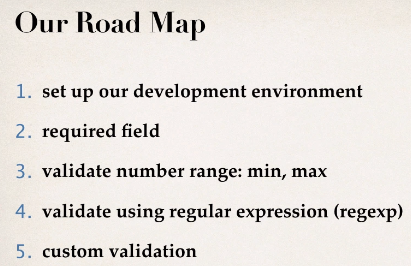 Our Road Map
1. set up our development environment
2. required field
3. validate number range: min, max
4. validate using regular expression (regexp)
5. custom validation